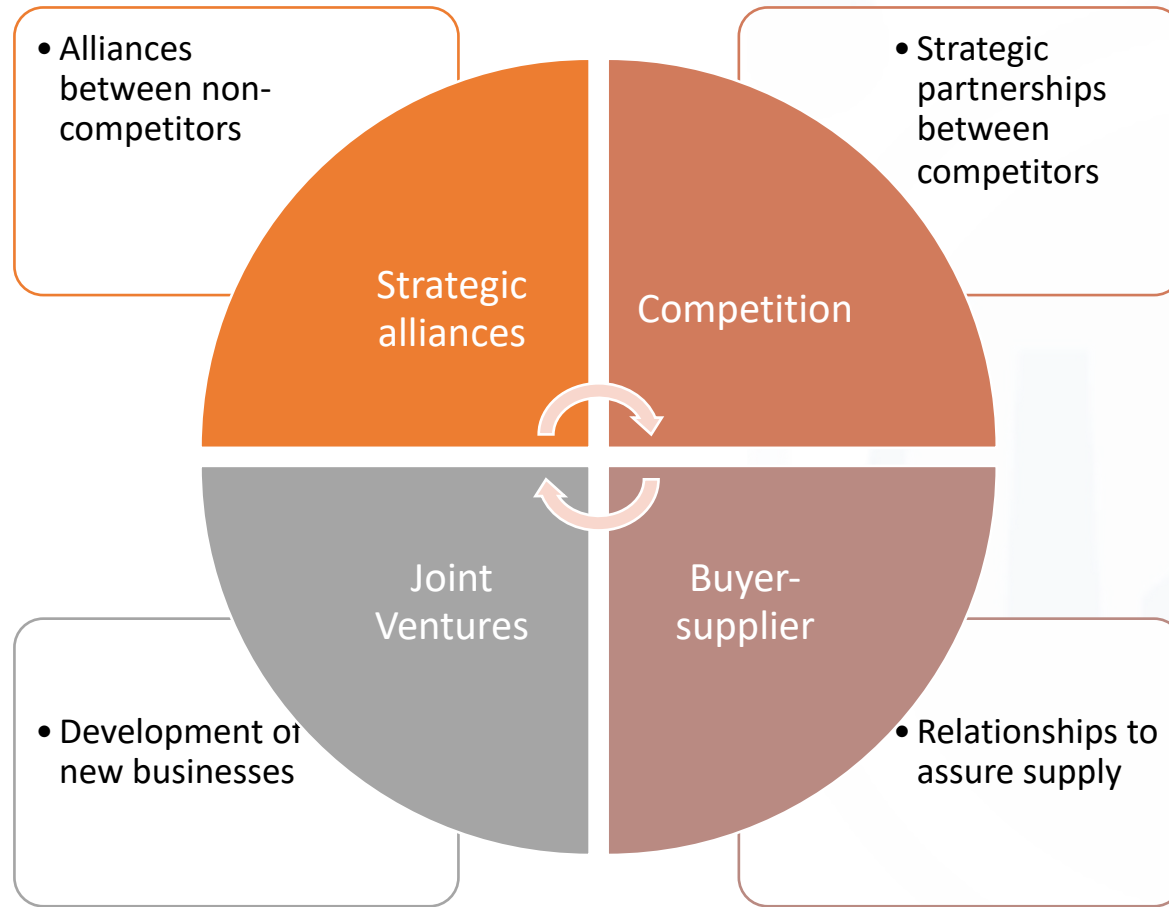 • Alliances
between non-
competitors
• Strategic
partnerships
between
competitors
Strategic
alliances
Competition
Joint
Ventures
Buyer-
supplier
• Development of
new businesses
• Relationships to
assure supply